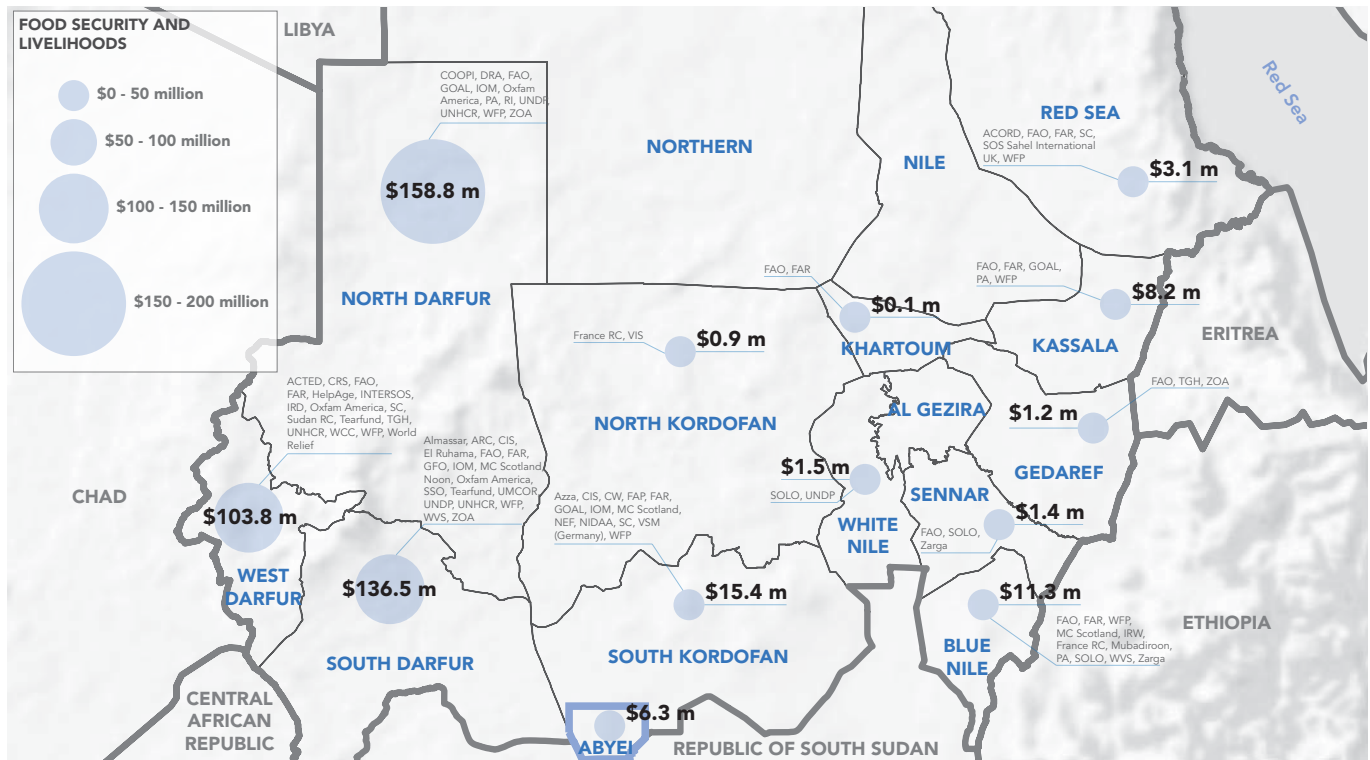 FOOD SECURITY AND
LIVELIHOODS
$0 - 50 million
$50 - 100 million
$100 - 150 million
$150 - 200 million
LIBYA
COOPI, DRA, FAO,
GOAL, IOM, Oxfam
America, PA, RI, UNDP,
UNHCR, WFP, ZOA
$158.8 m
NORTH DARFUR
NORTHERN
NILE
RED SEA
Red Sea
ACORD, FAO, FAR, SC,
SOS Sahel International
UK, WFP
$3.1 m
FAO, FAR
$0.1 m
KHARTOUM
FAO, FAR, GOAL,
PA, WFP
$8.2 m
KASSALA
ERITREA
France RC, VIS
$0.9 m
NORTH KORDOFAN
ACTED, CRS, FAO,
FAR, HelpAge, INTERSOS,
IRD, Oxfam America, SC,
Sudan RC, Tearfund, TGH,
UNHCR, WCC, WFP, World
Relief
$103.8 m
WEST
DARFUR
CHAD
Almassar, ARC, CIS,
El Ruhama, FAO, FAR,
GFO, IOM, MC Scotland,
Noon, Oxfam America,
SSO, Tearfund, UMCOR,
UNDP, UNHCR, WFP,
WVS, ZOA
$136.5 m
SOUTH DARFUR
Azza, CIS, CW, FAP, FAR,
GOAL, IOM, MC Scotland,
NEF, NIDAA, SC, VSM
(Germany), WFP
$15.4 m
SOUTH KORDOFAN
AL GEZIRA
FAO, TGH, ZOA
$1.2 m
GEDAREF
$1.5 m
SOLO, UNDP
WHITE
NILE
SENNAR
$1.4 m
FAO, SOLO,
Zarga
$11.3 m
FAO, FAR, WFP,
MC Scotland, IRW,
France RC, Mubadiroon,
PA, SOLO, WVS, Zarga
BLUE
NILE
ETHIOPIA
$6.3 m
ABYEI
CENTRAL
AFRICAN
REPUBLIC
REPUBLIC OF SOUTH SUDAN